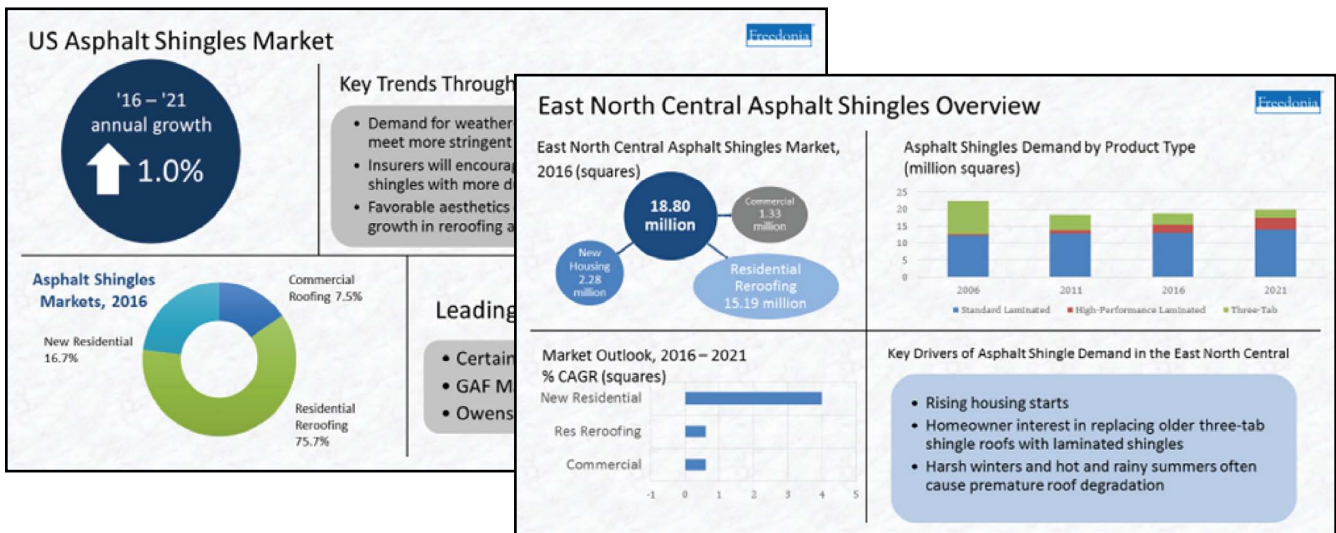 US Asphalt Shingles Market
Freedonia
'16 – '21
annual growth
1.0%
Key Trends Through
• Demand for weather
meet more stringent
• Insurers will encourag
shingles with more d
• Favorable aesthetics
growth in reroofing a
Asphalt Shingles
Markets, 2016
Commercial
Roofing 7.5%
New Residential
16.7%
Residential
Reroofing
75.7%
Leading
• Certain
• GAF M
• Owens
East North Central Asphalt Shingles Overview
Freedonia
East North Central Asphalt Shingles Market,
2016 (squares)
18.80
million
Commercial
1.33
million
New
Housing
2.28
million
Residential
Reroofing
15.19 million
Asphalt Shingles Demand by Product Type
(million squares)
25
20
15
10
5
0
2006 2011 2016 2021
Standard Laminated High-Performance Laminated Three-Tab
Market Outlook, 2016 – 2021
% CAGR (squares)
New Residential
Res Reroofing
Commercial
-1 0 1 2 3 4 5
Key Drivers of Asphalt Shingle Demand in the East North Central
• Rising housing starts
• Homeowner interest in replacing older three-tab
shingle roofs with laminated shingles
• Harsh winters and hot and rainy summers often
cause premature roof degradation